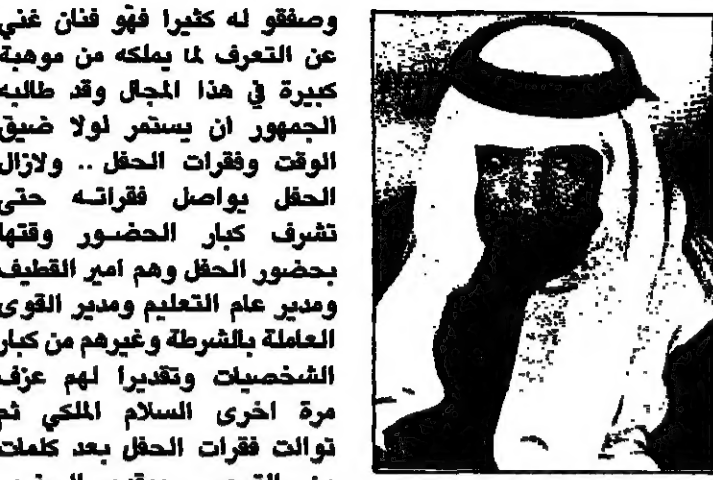 وصفقو له كثيرا فهو فنان غني
عن التعرف لما يملكه من موهبة
كبيرة في هذا المجال وقد طالبه
الجمهور ان يستمر لولا ضيق
الوقت وفقرات الحفل .. ولازال
الحفل يواصل فقراته حتى
تشرف كبار الحضور وقتها
بحضور الحفل وهم امير القطيف
ومدير عام التعليم ومدير القوى
العاملة بالشرطة وغيرهم من كبار
الشخصيات وتقديرا لهم عزف
مرة اخرى السلام الملكي ثم
توالت فقرات الحفل بعد كلمات